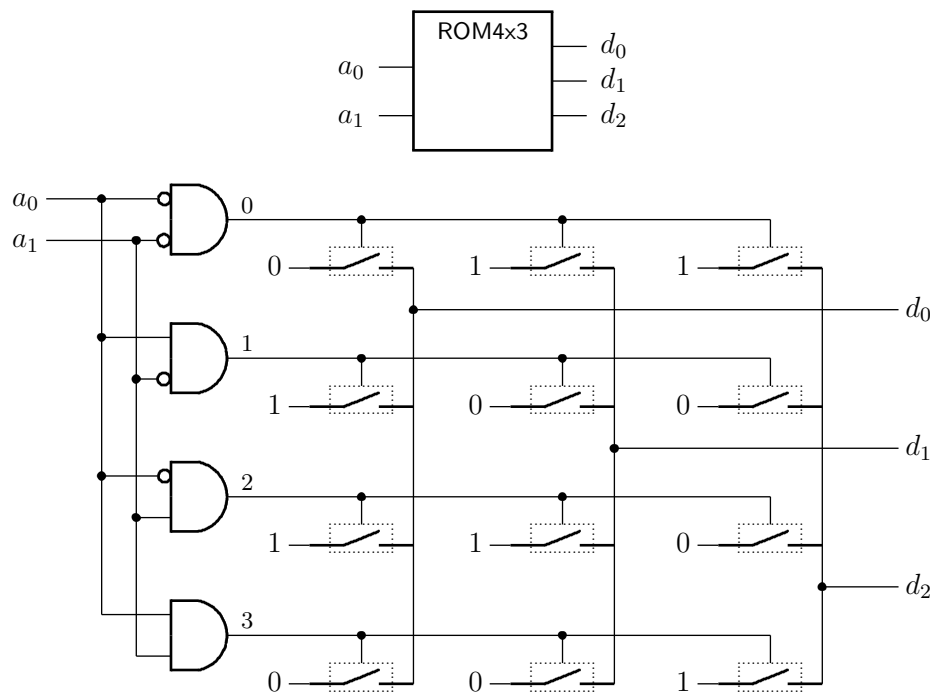 ROM4x3
a₀ d₀
d₁
a₁ d₂
a₀ 0
a₁
0 1 1
d₀
1
1 0 0
d₁
2
1 1 0
d₂
3
0 0 1